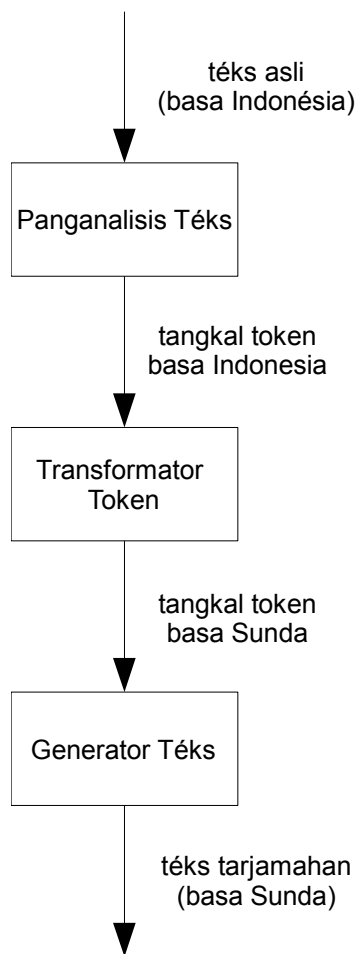 téks asli
(basa Indonésia)
Panganalisis Téks
tangkal token
basa Indonesia
Transformator
Token
tangkal token
basa Sunda
Generator Téks
téks tarjamahan
(basa Sunda)